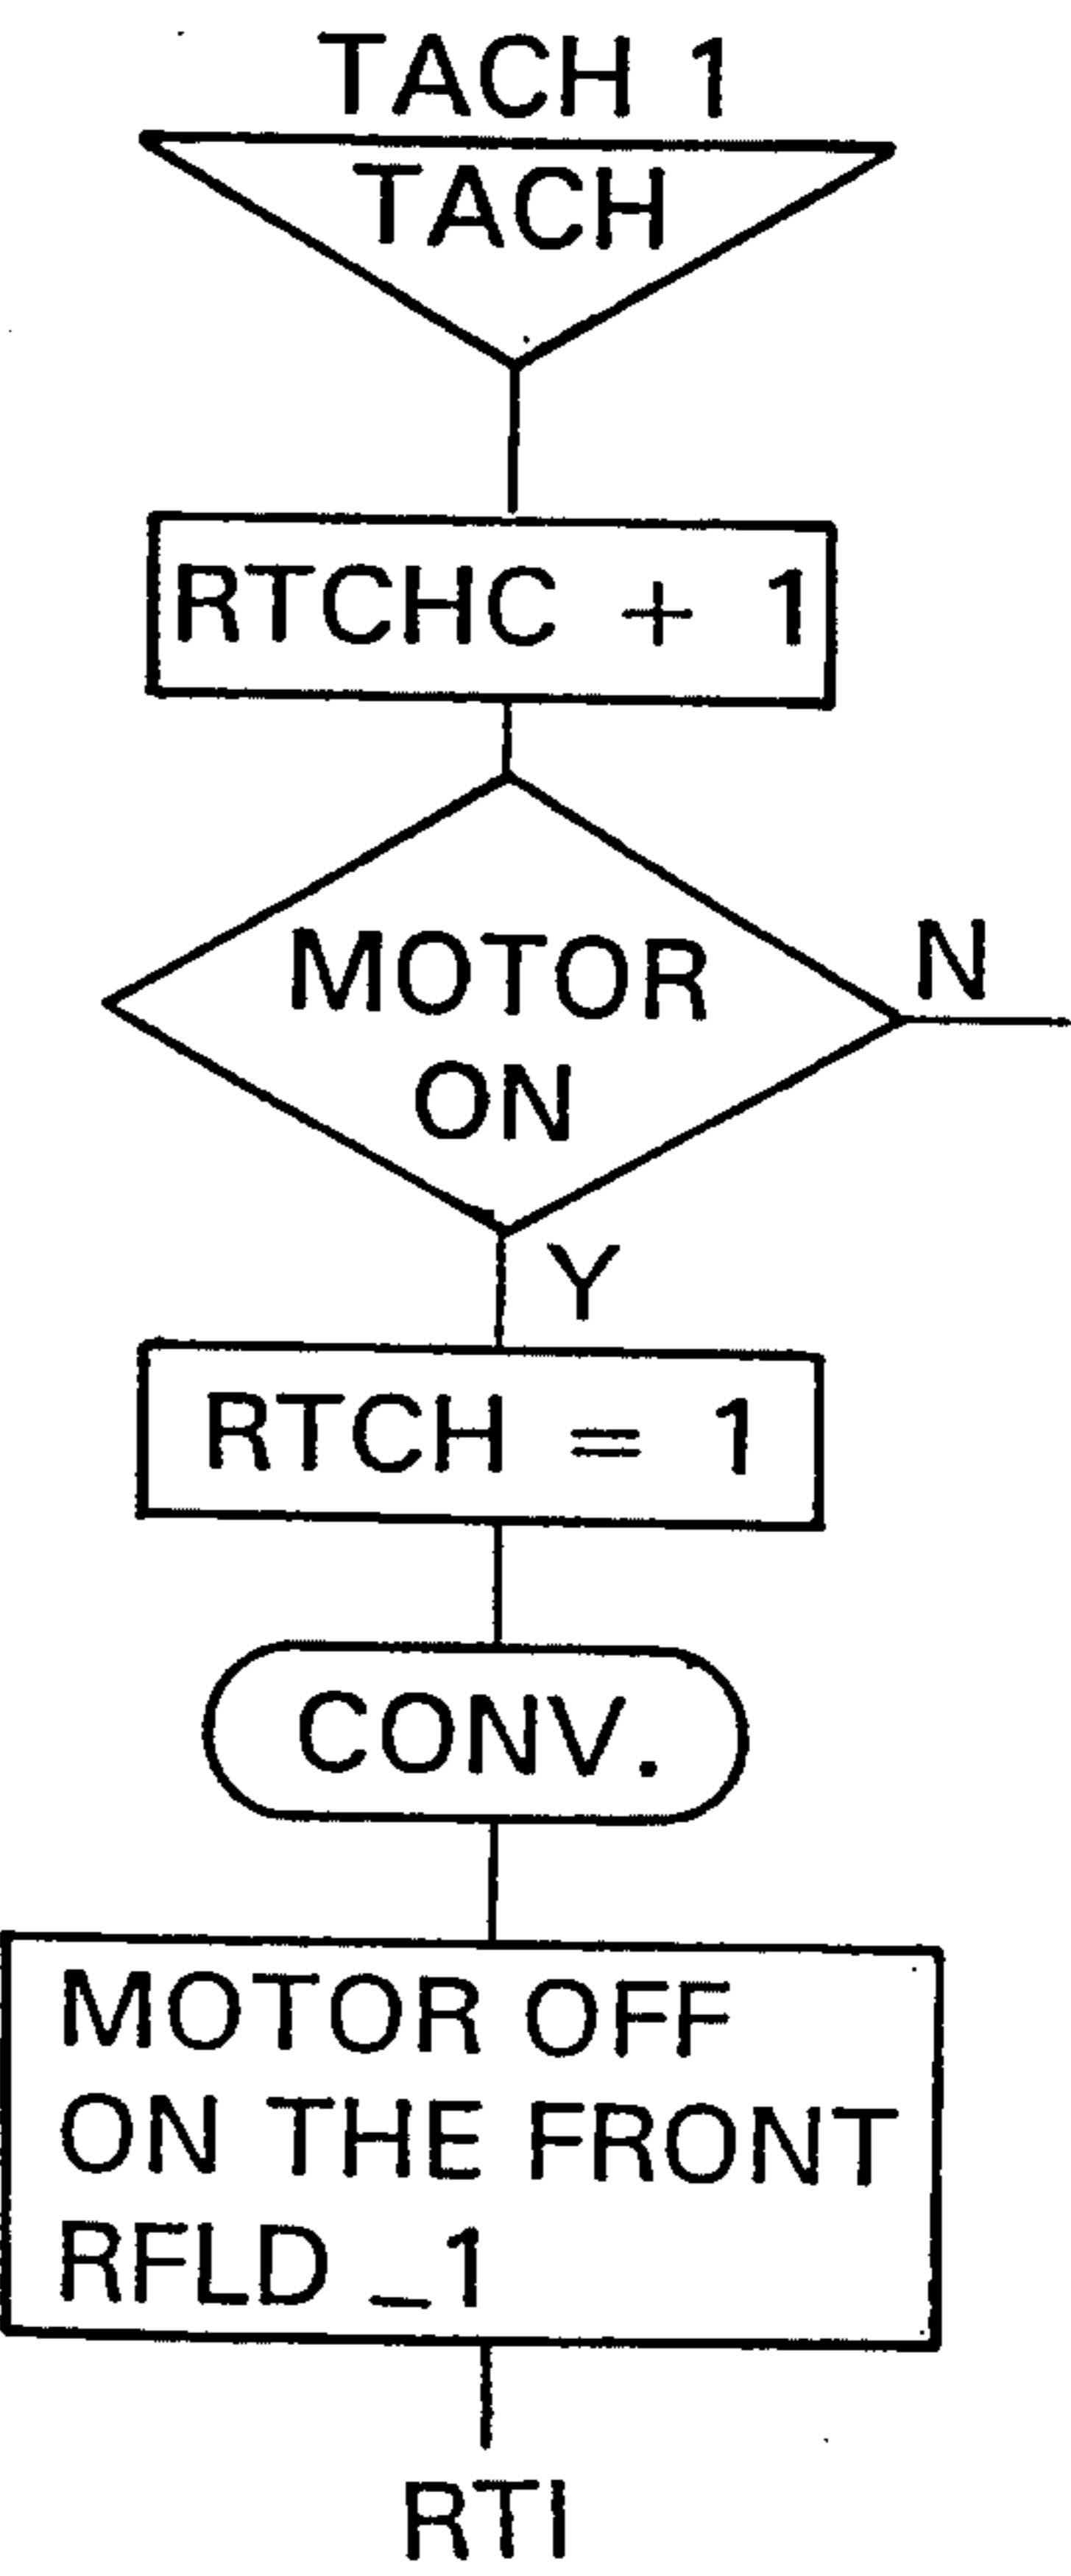 TACH 1
TACH
RTCHC + 1
MOTOR
ON
N
Y
RTCH = 1
CONV.
MOTOR OFF
ON THE FRONT
RFLD _1
RTI